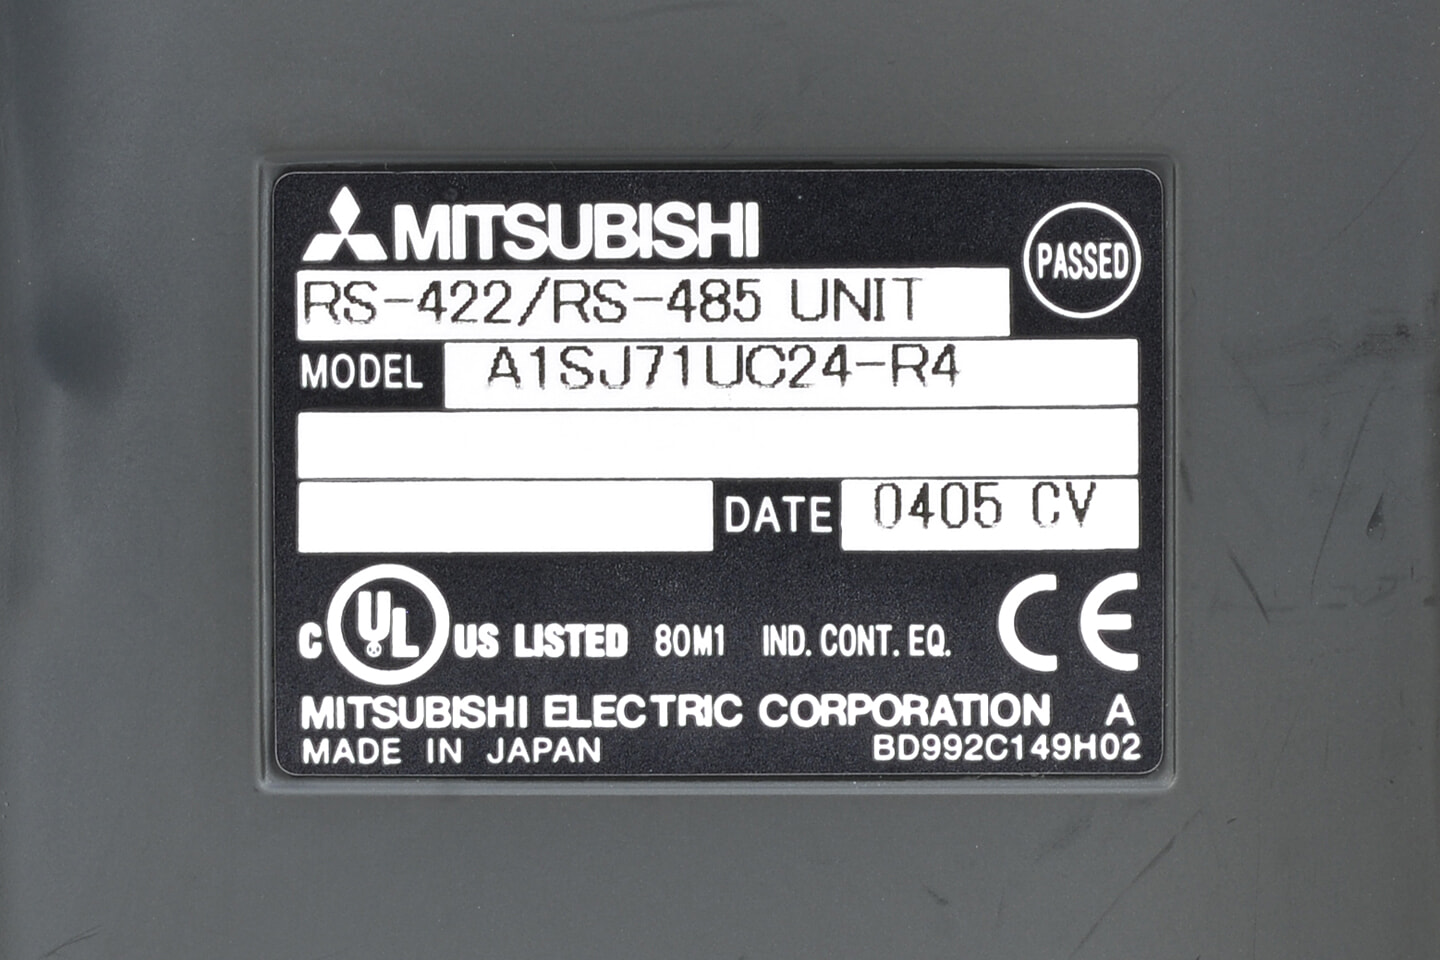 MITSUBISHI
PASSED
RS-422/RS-485 UNIT
MODEL A1SJ71UC24-R4
DATE 0405 CV
C UL US LISTED 80M1 IND. CONT. EQ. CE
MITSUBISHI ELECTRIC CORPORATION A
MADE IN JAPAN BD992C149H02